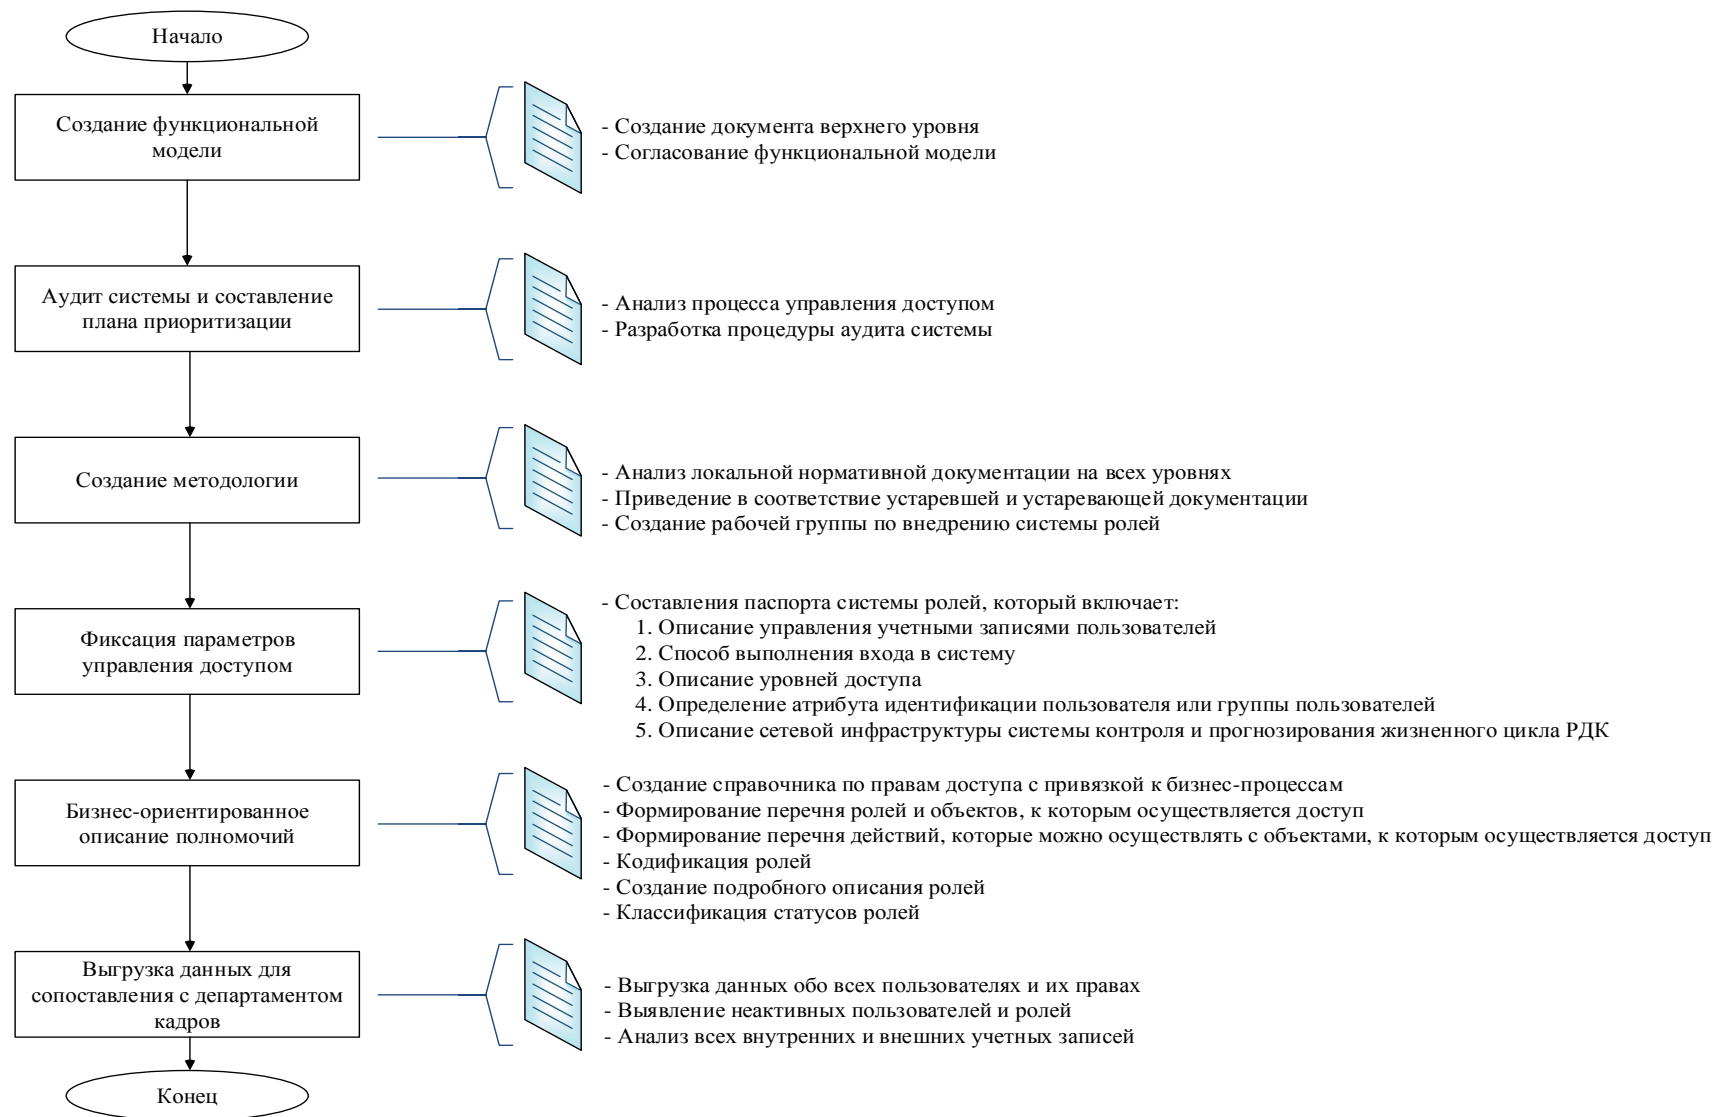 Начало
Создание функциональной
модели
- Создание документа верхнего уровня
- Согласование функциональной модели
Аудит системы и составление
плана приоритизации
- Анализ процесса управления доступом
- Разработка процедуры аудита системы
Создание методологии
- Анализ локальной нормативной документации на всех уровнях
- Приведение в соответствие устаревшей и устаревающей документации
- Создание рабочей группы по внедрению системы ролей
Фиксация параметров
управления доступом
- Составления паспорта системы ролей, который включает:
1. Описание управления учетными записями пользователей
2. Способ выполнения входа в систему
3. Описание уровней доступа
4. Определение атрибута идентификации пользователя или группы пользователей
5. Описание сетевой инфраструктуры системы контроля и прогнозирования жизненного цикла РДК
Бизнес-ориентированное
описание полномочий
- Создание справочника по правам доступа с привязкой к бизнес-процессам
- Формирование перечня ролей и объектов, к которым осуществляется доступ
- Формирование перечня действий, которые можно осуществлять с объектами, к которым осуществляется доступ
- Кодификация ролей
- Создание подробного описания ролей
- Классификация статусов ролей
Выгрузка данных для
сопоставления с департаментом
кадров
- Выгрузка данных обо всех пользователях и их правах
- Выявление неактивных пользователей и ролей
- Анализ всех внутренних и внешних учетных записей
Конец